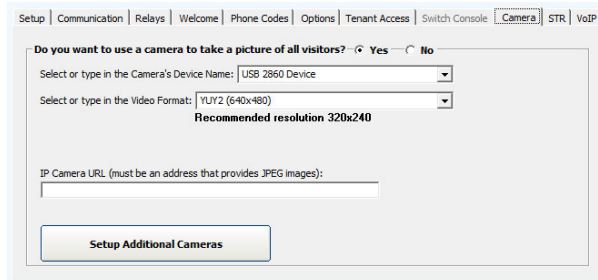 Setup Communication Relays Welcome Phone Codes Options Tenant Access Switch Console Camera STR VoIP
Do you want to use a camera to take a picture of all visitors? Yes No
Select or type in the Camera's Device Name: USB 2860 Device
Select or type in the Video Format: YUY2 (640x480)
Recommended resolution 320x240
IP Camera URL (must be an address that provides JPEG images):
Setup Additional Cameras